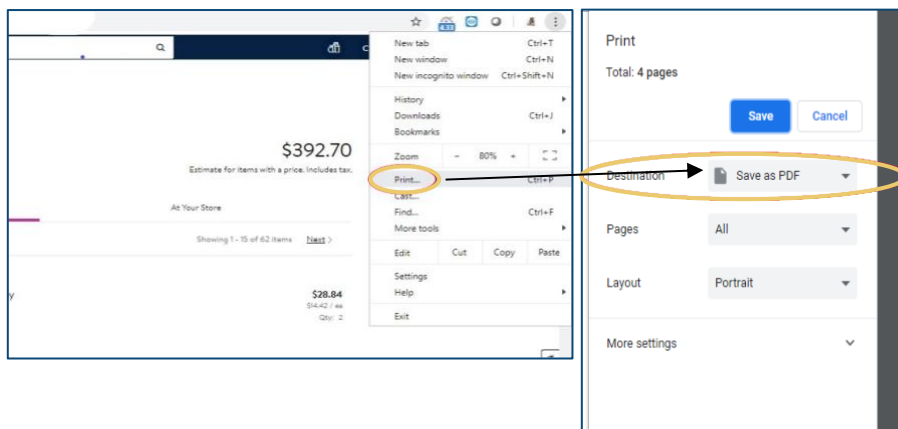 New tab Ctrl+T
New window Ctrl+N
New incognito window Ctrl+Shift+N
History
Downloads Ctrl+J
Bookmarks
Zoom - 80% +
Print... Ctrl+P
Cast...
Find... Ctrl+F
More tools
Edit Cut Copy Paste
Settings
Help
Exit
$392.70
Estimate for items with a price. Includes tax.
At Your Store
Showing 1 - 15 of 62 items Next >
y
$28.84
$14.42 / ea
Qty: 2
Print
Total: 4 pages
Save Cancel
Destination Save as PDF
Pages All
Layout Portrait
More settings